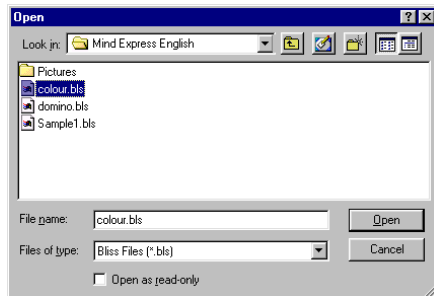 Open
Look in: Mind Express English
Pictures
colour.bls
domino.bls
Sample1.bls
File name: colour.bls Open
Files of type: Bliss Files (*.bls) Cancel
Open as read-only